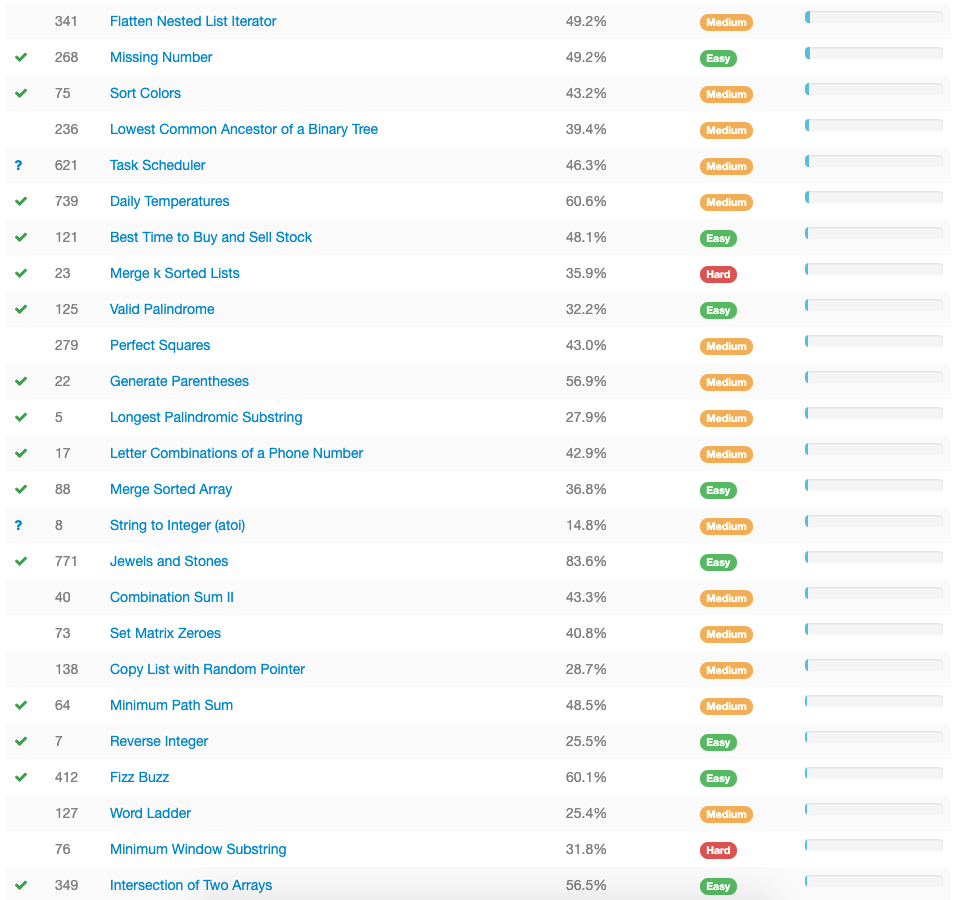 341 Flatten Nested List Iterator 49.2% Medium
268 Missing Number 49.2% Easy
75 Sort Colors 43.2% Medium
236 Lowest Common Ancestor of a Binary Tree 39.4% Medium
? 621 Task Scheduler 46.3% Medium
739 Daily Temperatures 60.6% Medium
121 Best Time to Buy and Sell Stock 48.1% Easy
23 Merge k Sorted Lists 35.9% Hard
125 Valid Palindrome 32.2% Easy
279 Perfect Squares 43.0% Medium
22 Generate Parentheses 56.9% Medium
5 Longest Palindromic Substring 27.9% Medium
17 Letter Combinations of a Phone Number 42.9% Medium
88 Merge Sorted Array 36.8% Easy
? 8 String to Integer (atoi) 14.8% Medium
771 Jewels and Stones 83.6% Easy
40 Combination Sum II 43.3% Medium
73 Set Matrix Zeroes 40.8% Medium
138 Copy List with Random Pointer 28.7% Medium
64 Minimum Path Sum 48.5% Medium
7 Reverse Integer 25.5% Easy
412 Fizz Buzz 60.1% Easy
127 Word Ladder 25.4% Medium
76 Minimum Window Substring 31.8% Hard
349 Intersection of Two Arrays 56.5% Easy